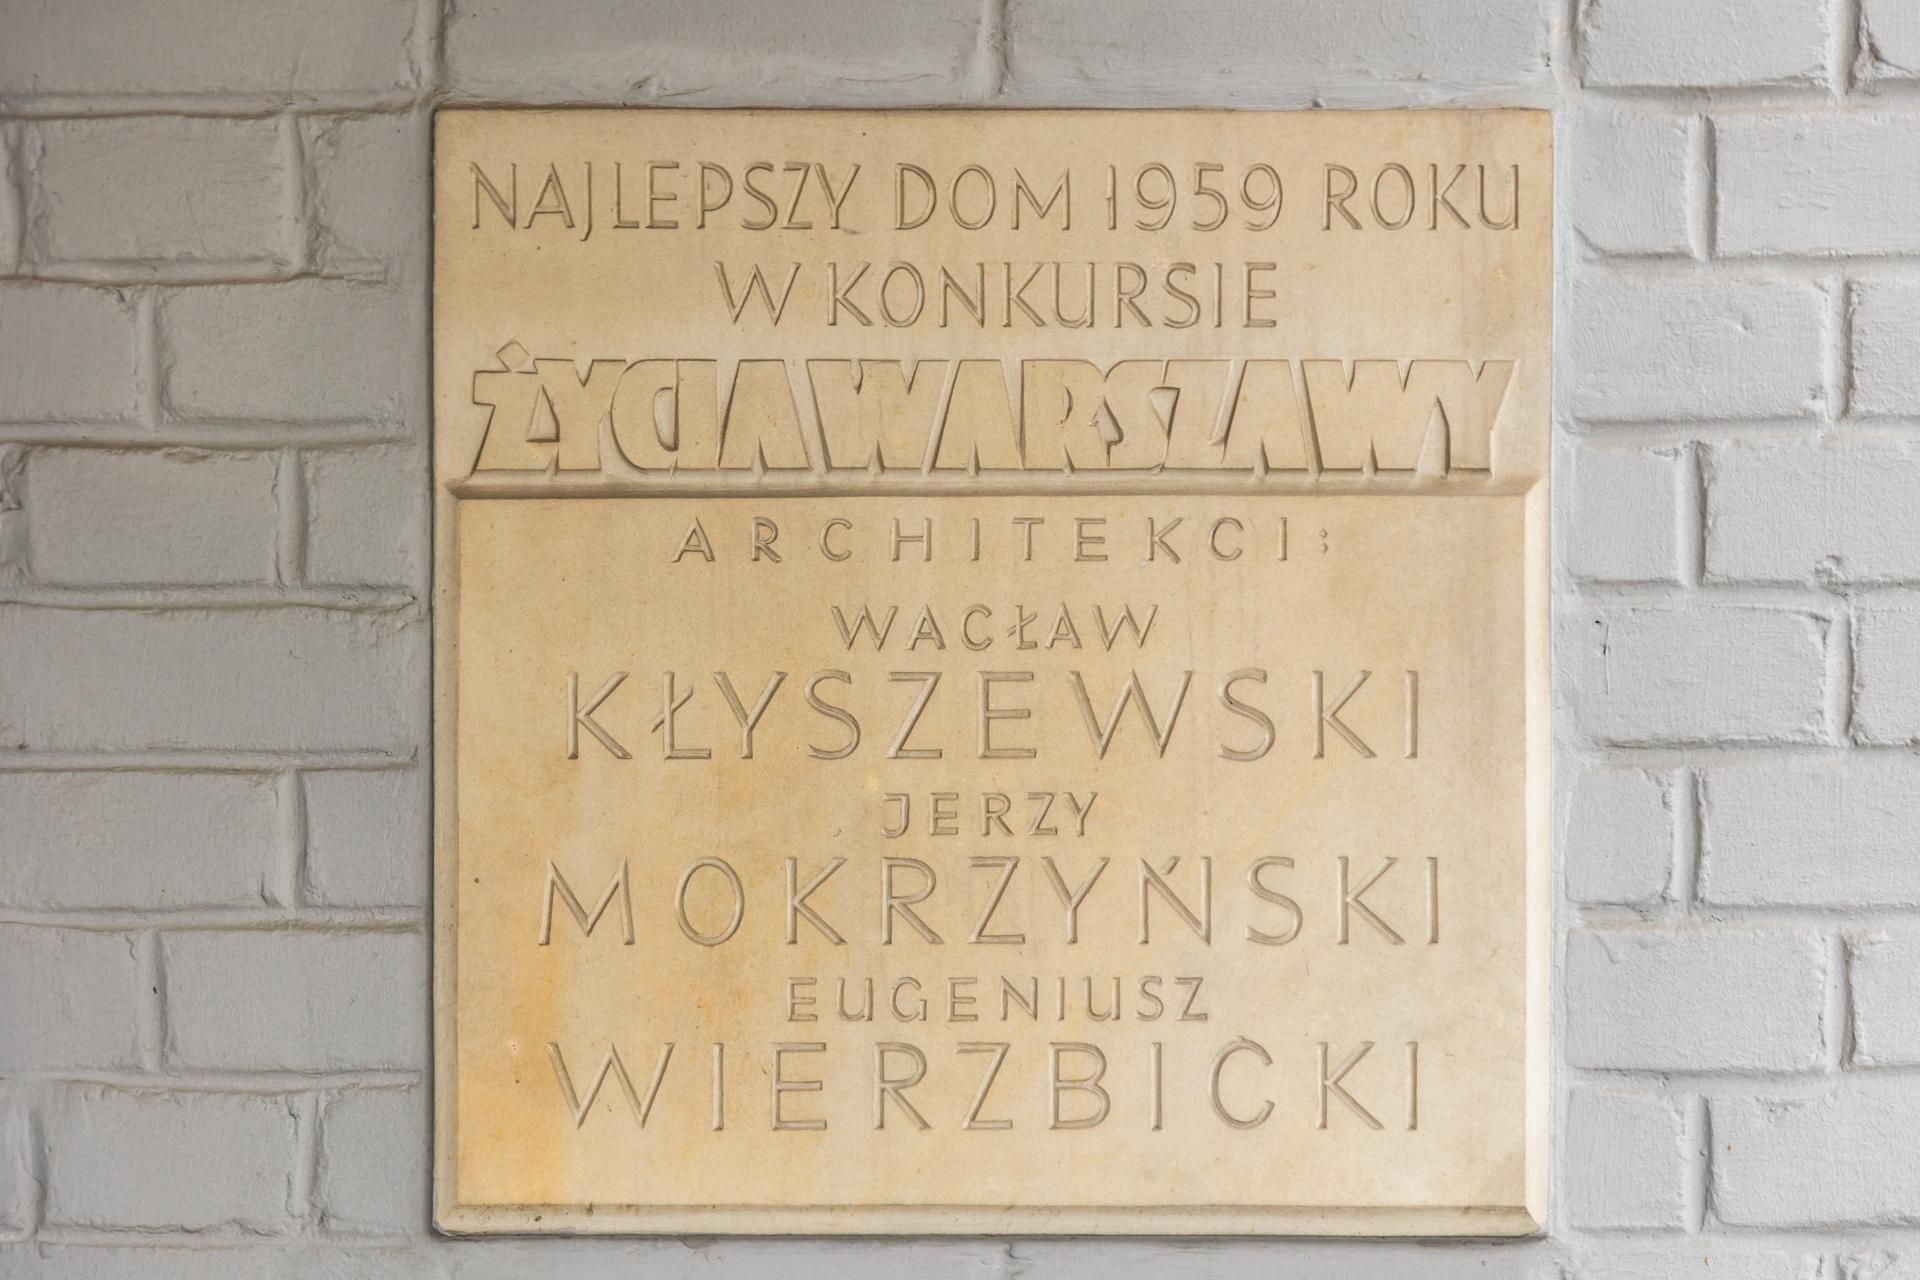 NAJLEPSZY DOM 1959 ROKU
W KONKURSIE
ŻYCIA WARSZAWY
ARCHITEKCI:
WACŁAW
KŁYSZEWSKI
JERZY
MOKRZYŃSKI
EUGENIUSZ
WIERZBICKI